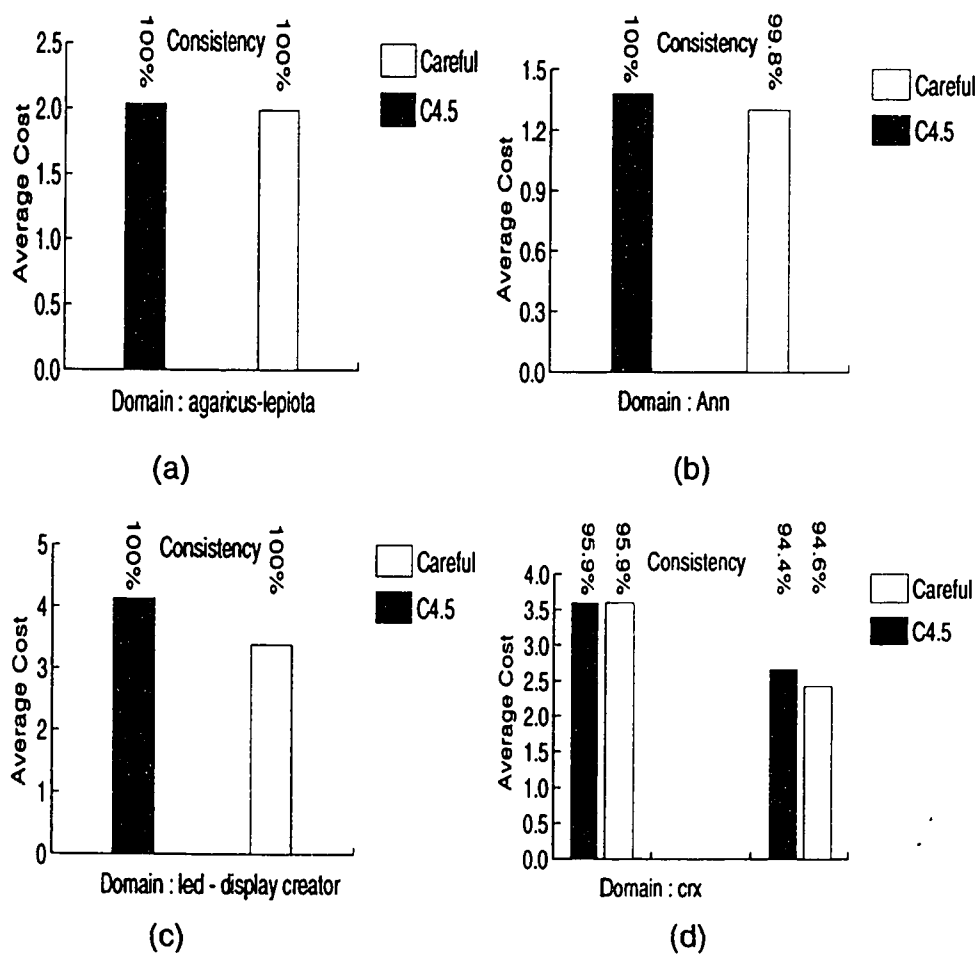 100%
Consistency
100%
Careful
C4.5
2.5
2.0
1.5
1.0
0.5
0.0
Average Cost
Domain : agaricus-lepiota
(a)
100%
Consistency
99.8%
Careful
C4.5
1.5
1.2
0.9
0.6
0.3
0.0
Average Cost
Domain : Ann
(b)
100%
Consistency
100%
Careful
C4.5
5
4
3
2
1
0
Average Cost
Domain : led - display creator
(c)
95.9%
95.9%
Consistency
94.4%
94.6%
Careful
C4.5
4.0
3.5
3.0
2.5
2.0
1.5
1.0
0.5
0.0
Average Cost
Domain : crx
(d)